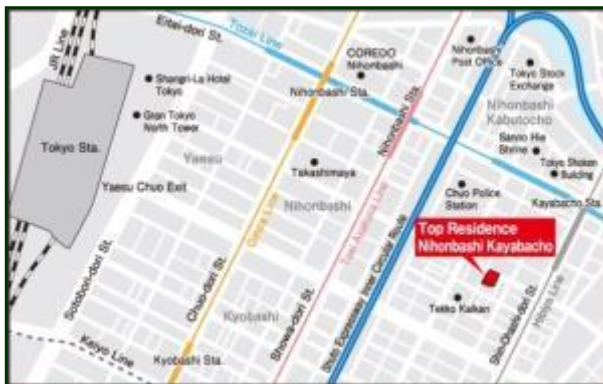 JR Line
Eitai-dori St.
Tozai Line
COREDO
Nihonbashi
Nihonbashi
Post Office
Tokyo Stock
Exchange
Shangri-La Hotel
Tokyo
Nihonbashi Sta.
Nihonbashi Sta.
Nihonbashi
Kabutocho
Gran Tokyo
North Tower
Sanno Hie
Shrine
Tokyo Sta.
Yaesu
Takashimaya
Tokyo Shoken
Building
Yaesu Chuo Exit
Chuo Police
Station
Kayabacho Sta.
Nihonbashi
Ginza Line
Toei Asakusa Line
Top Residence
Nihonbashi Kayabacho
Sotobori-dori St.
Chuo-dori St.
Shuto Expressway Inner Circular Route
Hibiya Line
Tekko Kaikan
Kyobashi
Showa-dori St.
Shin-Ohashi-dori St.
Keiyo Line
Kyobashi Sta.